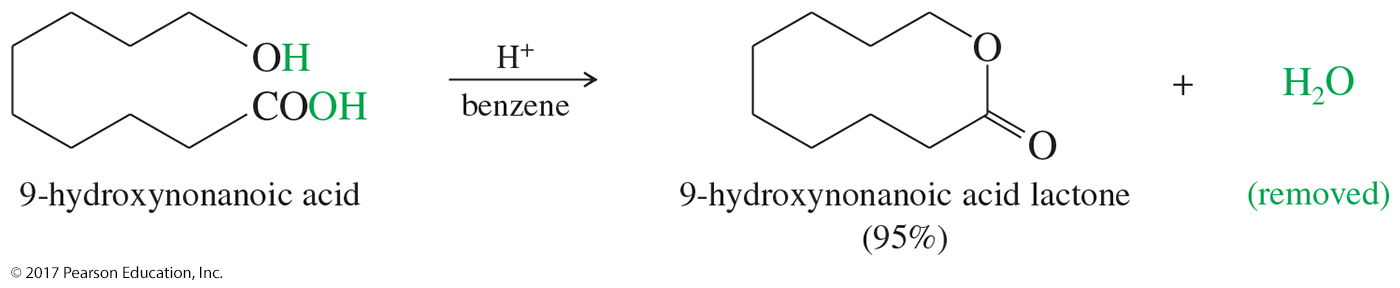 OH
COOH
H+
benzene
O
O
+
H₂O
9-hydroxynonanoic acid
9-hydroxynonanoic acid lactone
(95%)
(removed)
© 2017 Pearson Education, Inc.